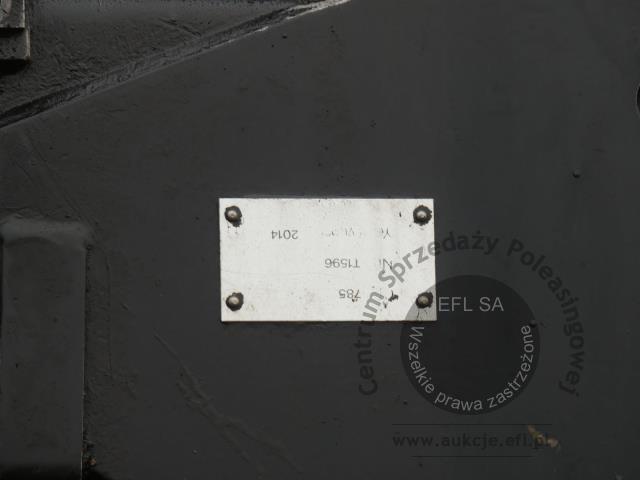 785
T1596
2014
Centrum Sprzedaży Poleasingowej
EFL SA
Wszelkie prawa zastrzeżone
www.aukcje.efl.pl